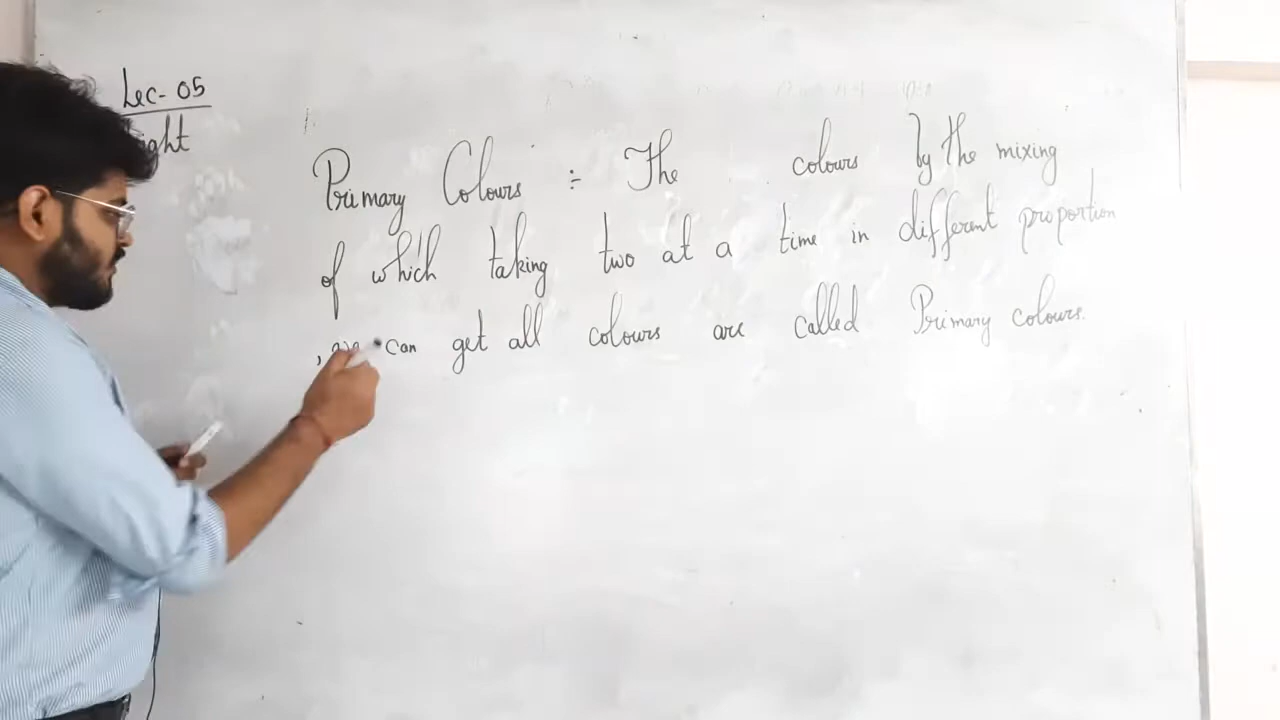 Lec- 05
ight
Primary Colours :- The colours by the mixing
of which taking two at a time in different proportion
, we can get all colours are called Primary colours.